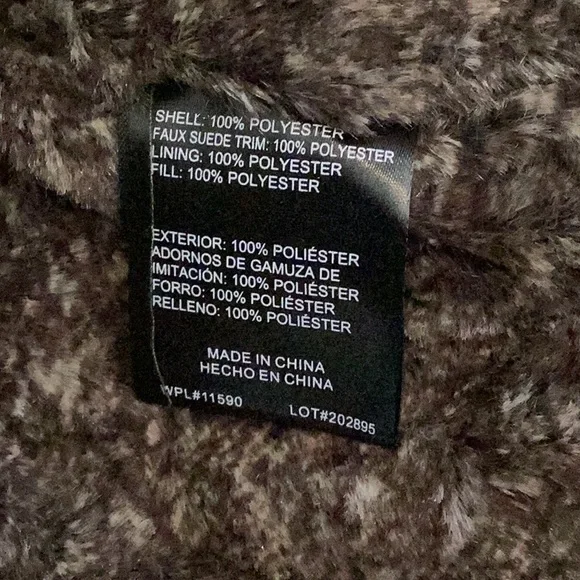 SHELL: 100% POLYESTER
FAUX SUEDE TRIM: 100% POLYESTER
LINING: 100% POLYESTER
FILL: 100% POLYESTER
EXTERIOR: 100% POLIÉSTER
ADORNOS DE GAMUZA DE
IMITACIÓN: 100% POLIÉSTER
FORRO: 100% POLIÉSTER
RELLENO: 100% POLIÉSTER
MADE IN CHINA
HECHO EN CHINA
WPL#11590 LOT#202895